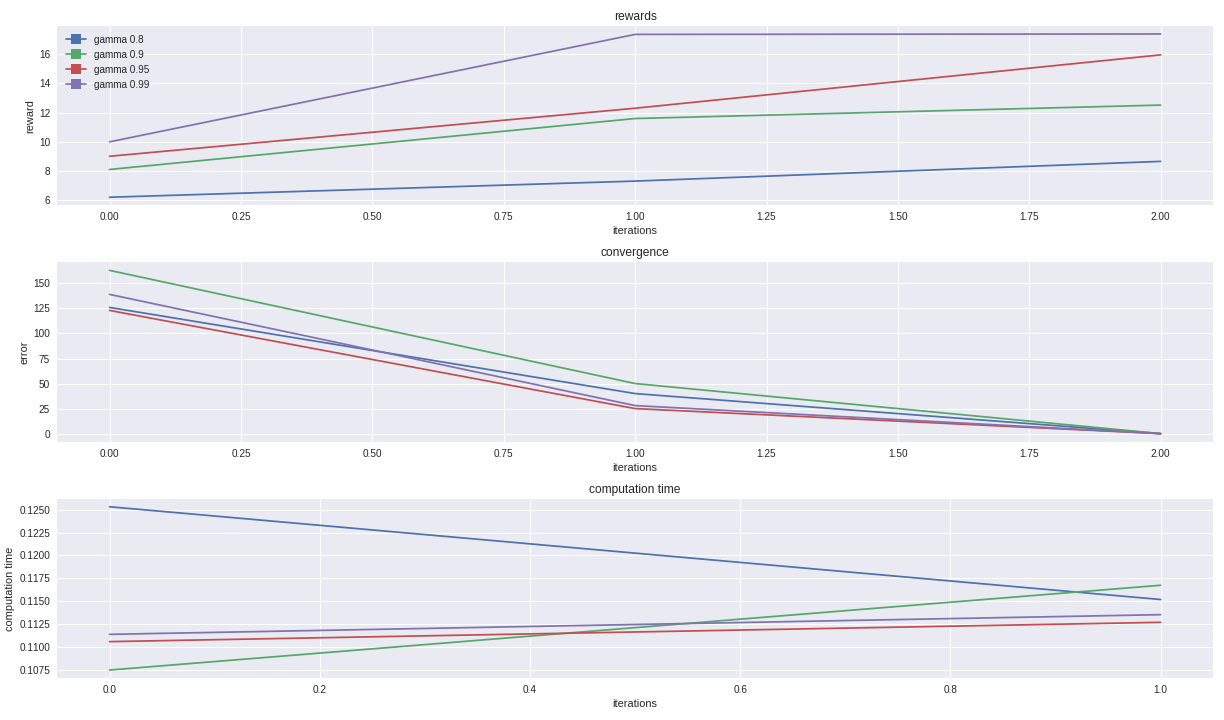 rewards
gamma 0.8
gamma 0.9
gamma 0.95
gamma 0.99
reward
16
14
12
10
8
6
0.00 0.25 0.50 0.75 1.00 1.25 1.50 1.75 2.00
iterations
convergence
error
150
125
100
75
50
25
0
0.00 0.25 0.50 0.75 1.00 1.25 1.50 1.75 2.00
iterations
computation time
computation time
0.1250
0.1225
0.1200
0.1175
0.1150
0.1125
0.1100
0.1075
0.0 0.2 0.4 0.6 0.8 1.0
iterations